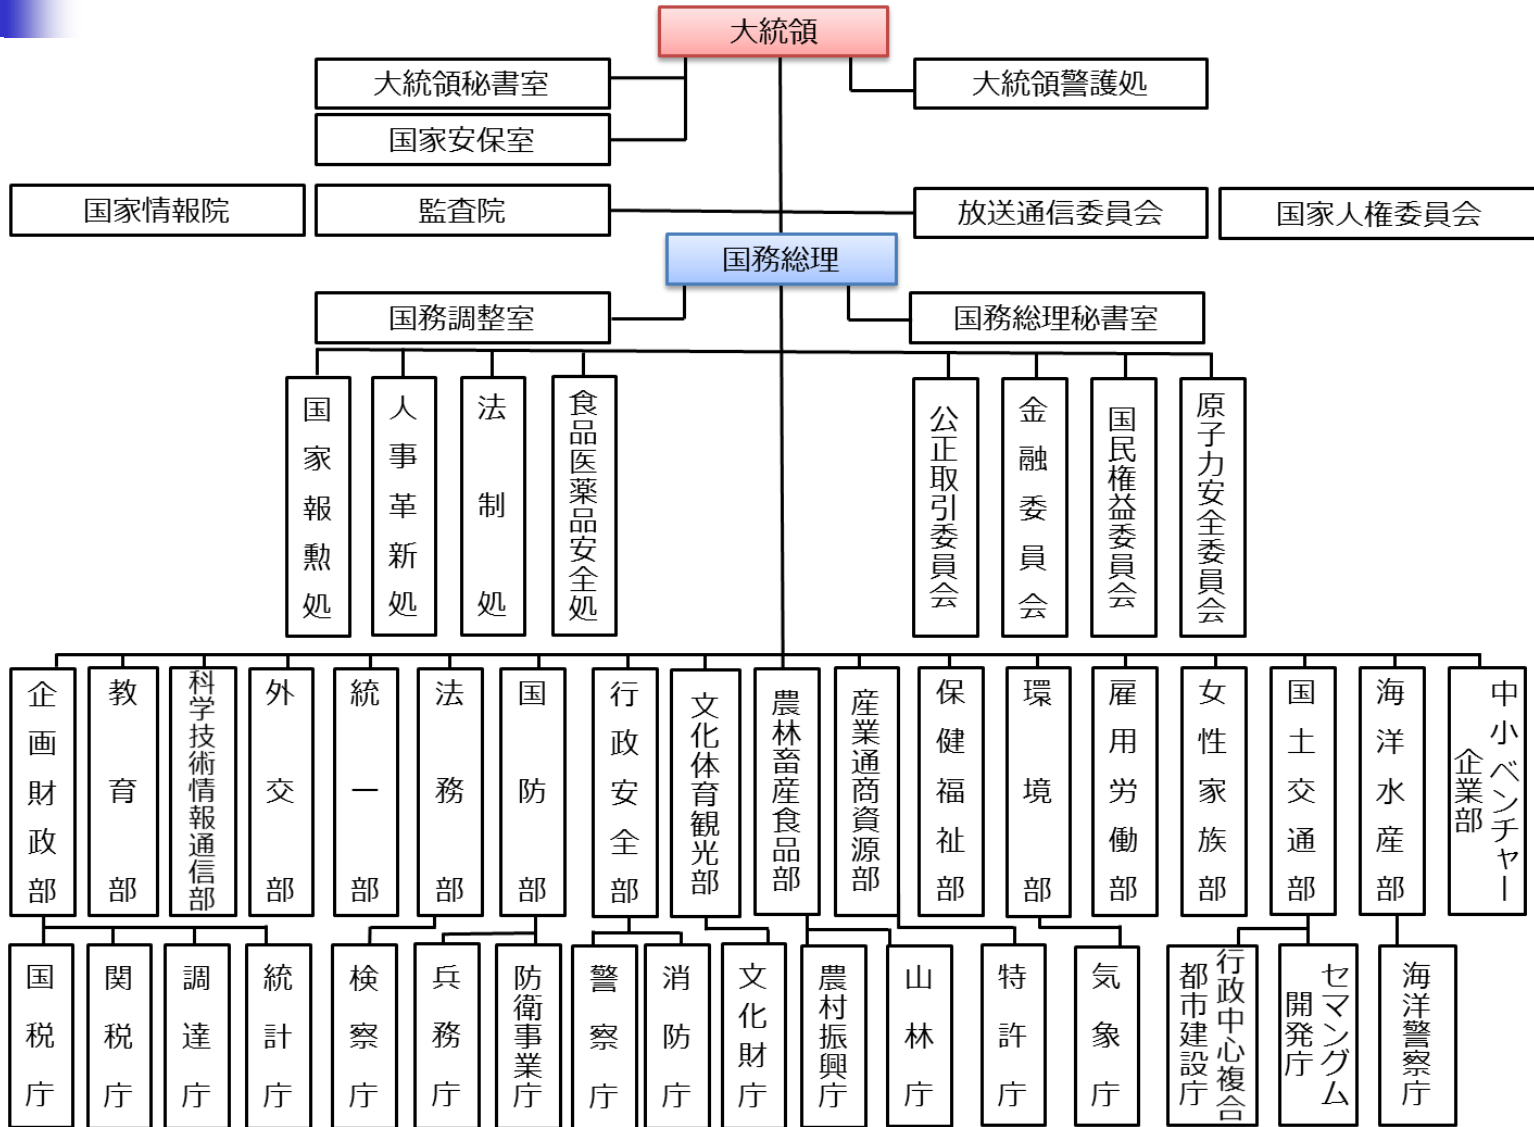 大統領
大統領秘書室
大統領警護処
国家安保室
国家情報院
監査院
放送通信委員会
国家人権委員会
国務総理
国務調整室
国務総理秘書室
国家報勲処
人事革新処
法制処
食品医薬品安全処
公正取引委員会
金融委員会
国民権益委員会
原子力安全委員会
企画財政部
教育部
科学技術情報通信部
外交部
統一部
法務部
国防部
行政安全部
文化体育観光部
農林畜産食品部
産業通商資源部
保健福祉部
環境部
雇用労働部
女性家族部
国土交通部
海洋水産部
中小ベンチャー
企業部
国税庁
関税庁
調達庁
統計庁
検察庁
兵務庁
防衛事業庁
警察庁
消防庁
文化財庁
農村振興庁
山林庁
特許庁
気象庁
行政中心複合
都市建設庁
セマングム
開発庁
海洋警察庁